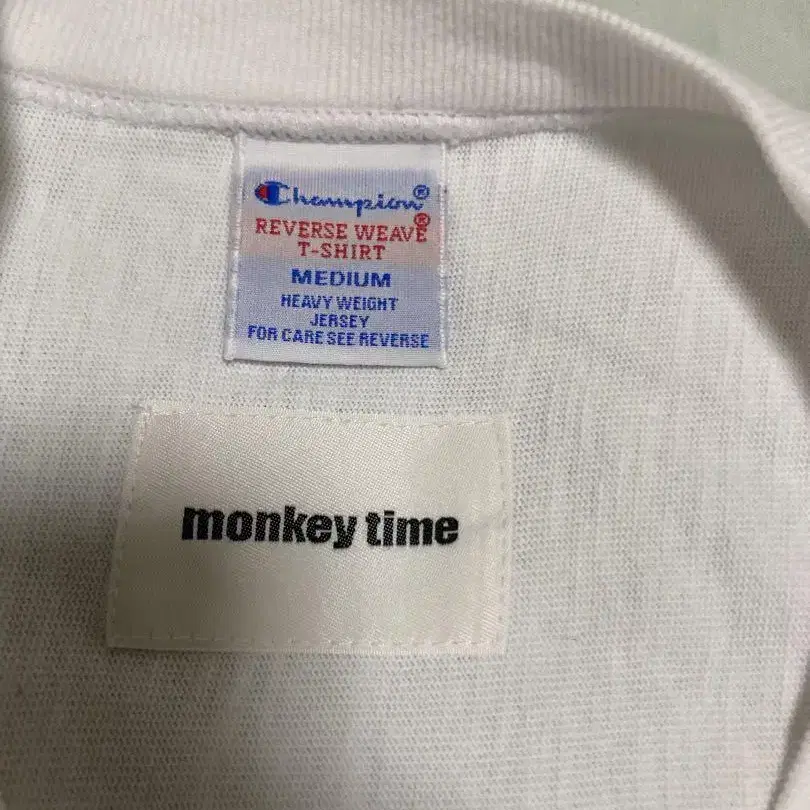 Champion®
REVERSE WEAVE®
T-SHIRT
MEDIUM
HEAVY WEIGHT
JERSEY
FOR CARE SEE REVERSE
monkey time